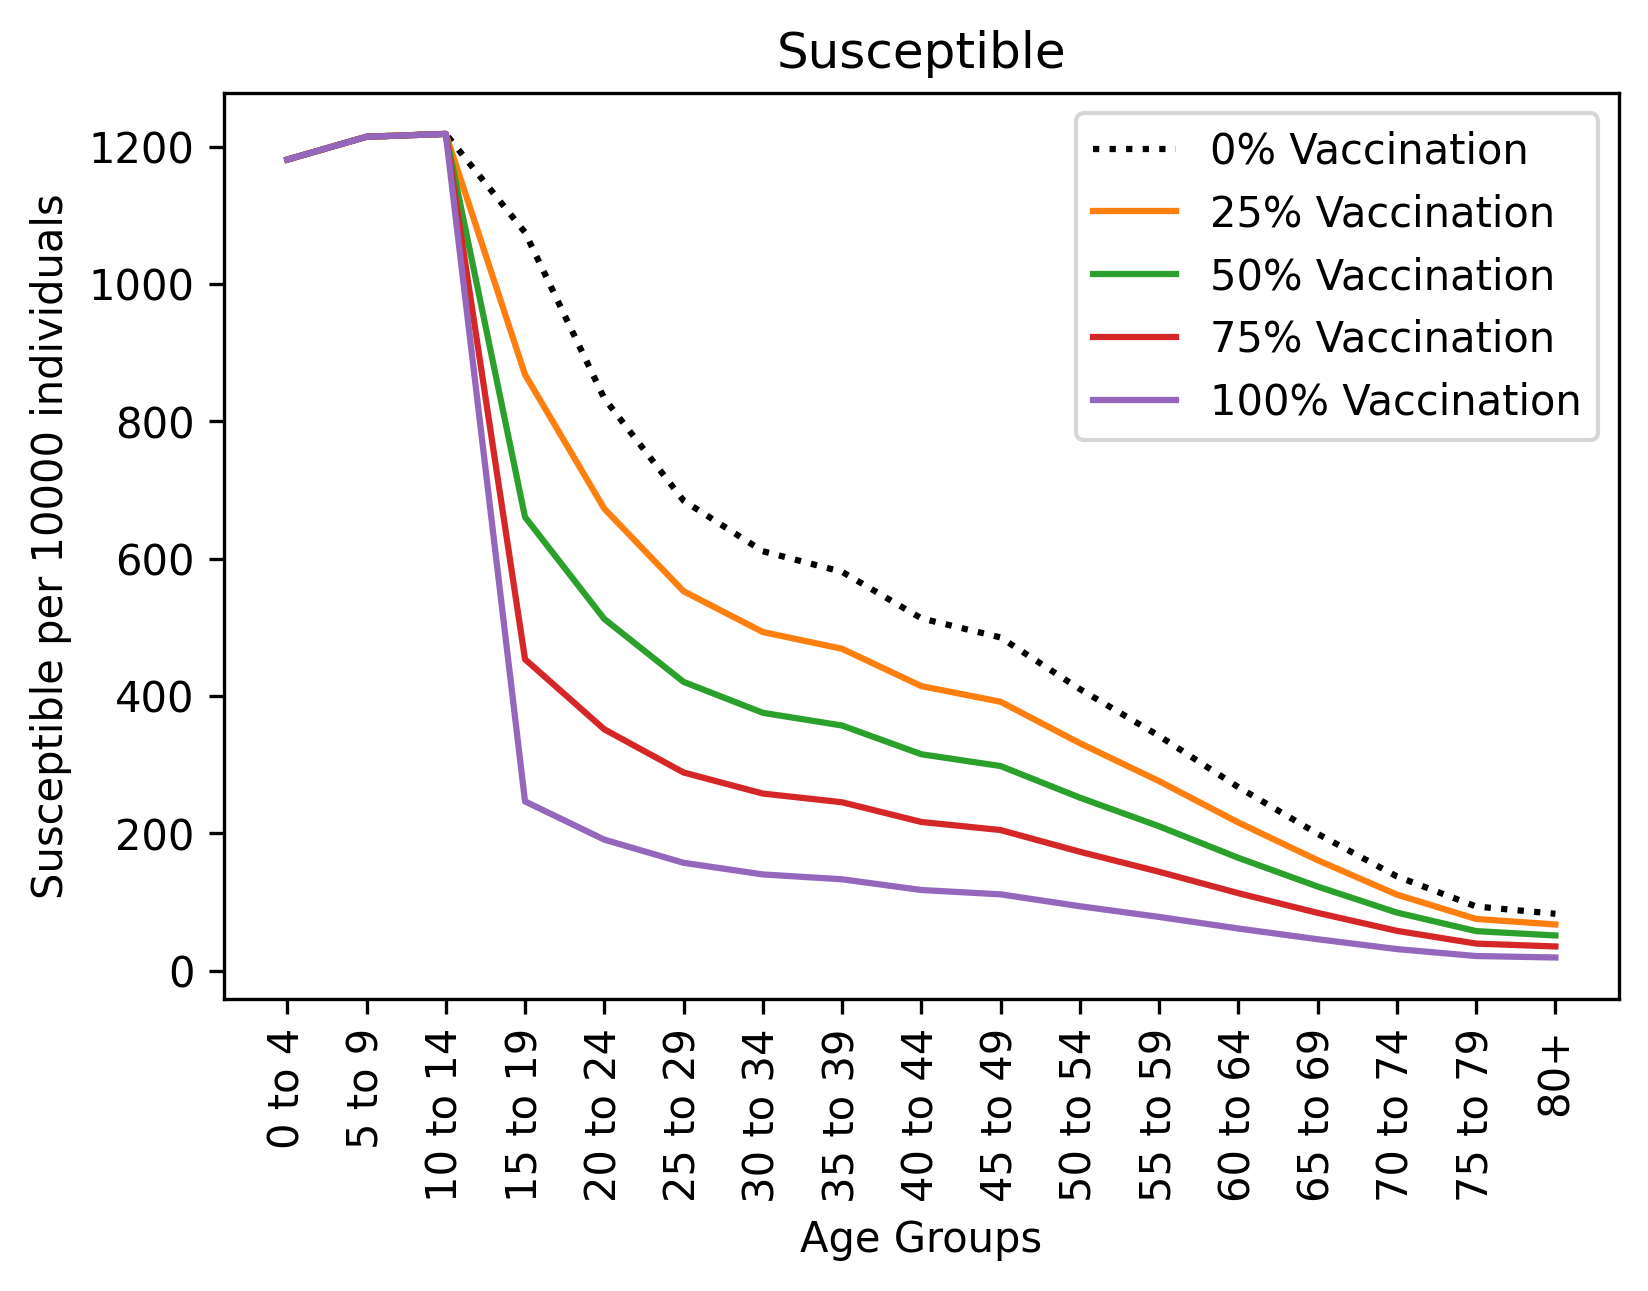 Susceptible
Susceptible per 10000 individuals
1200
1000
800
600
400
200
0
0% Vaccination
25% Vaccination
50% Vaccination
75% Vaccination
100% Vaccination
0 to 4
5 to 9
10 to 14
15 to 19
20 to 24
25 to 29
30 to 34
35 to 39
40 to 44
45 to 49
50 to 54
55 to 59
60 to 64
65 to 69
70 to 74
75 to 79
80+
Age Groups